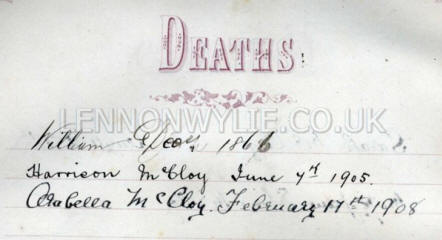 DEATHS
LENNONWYLIE.CO.UK
William 1866
Harrison McCloy June 7th 1905.
Arabella McCloy. February 17th 1908